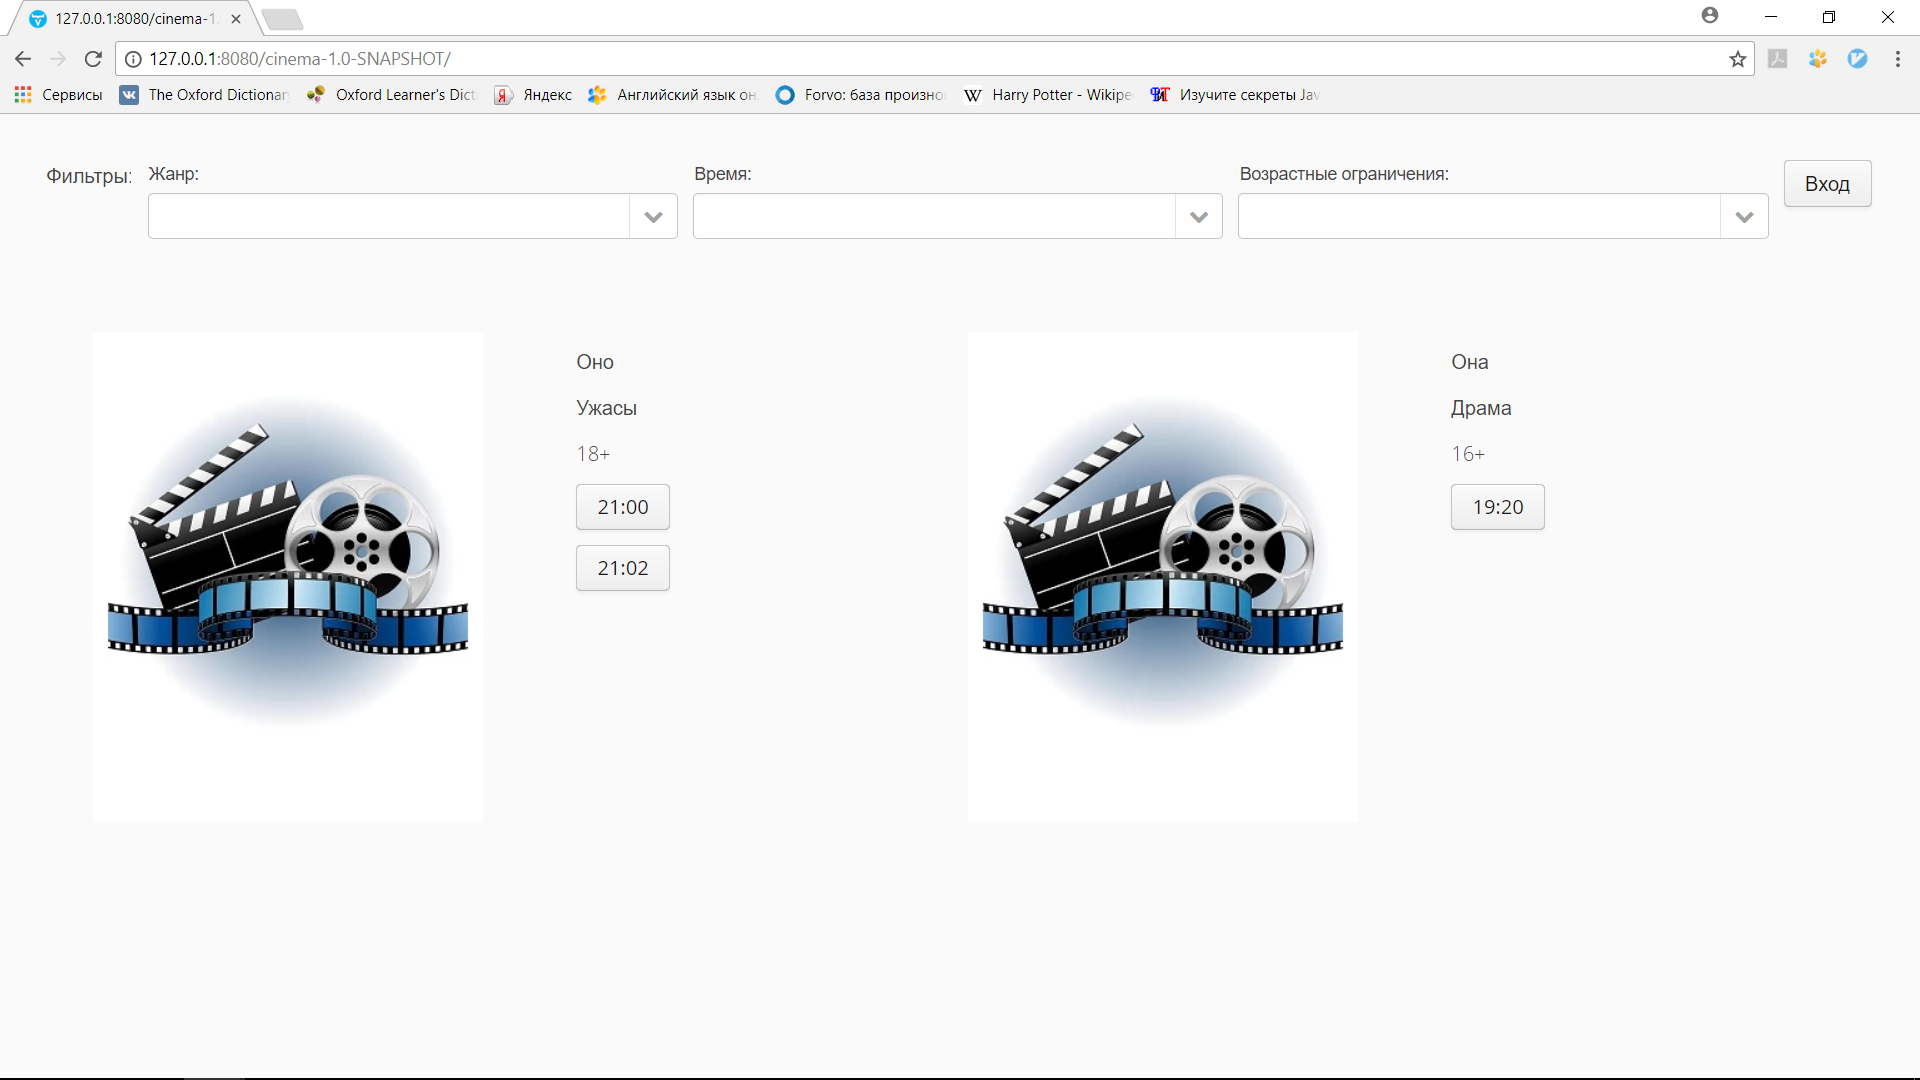 127.0.0.1:8080/cinema-1.
127.0.0.1:8080/cinema-1.0-SNAPSHOT/
Сервисы
The Oxford Dictionary
Oxford Learner's Dict
Яндекс
Английский язык он
Forvo: база произно
Harry Potter - Wikipe
Изучите секреты Jav
Фильтры:
Жанр:
Время:
Возрастные ограничения:
Вход
Оно
Ужасы
18+
21:00
21:02
Она
Драма
16+
19:20